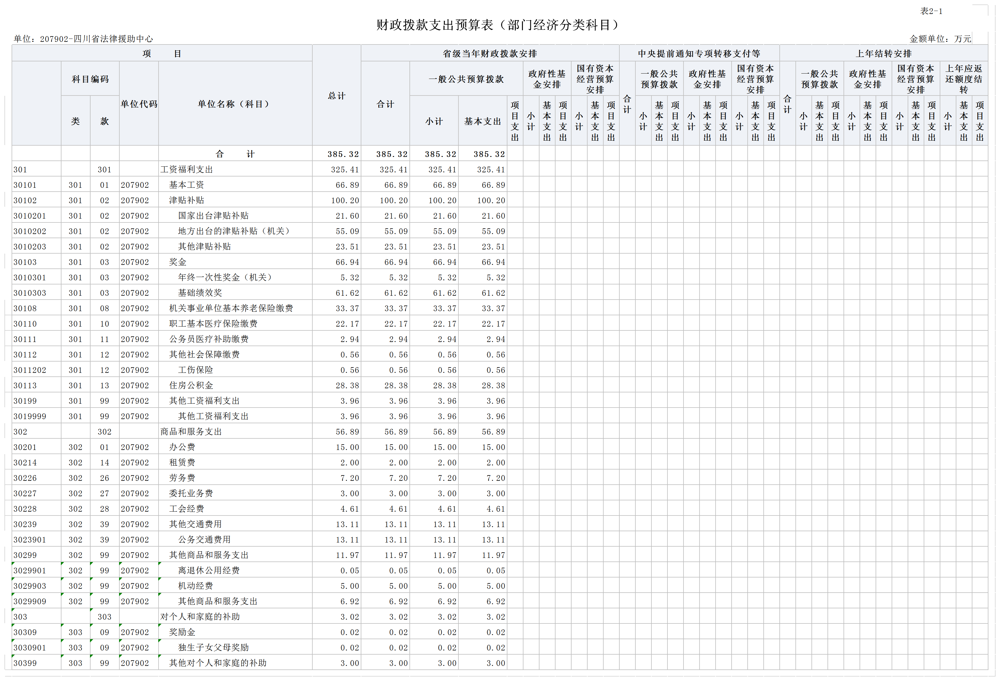 表2-1
财政拨款支出预算表（部门经济分类科目）
单位：207902-四川省法律援助中心 金额单位：万元
项 目 总计 省级当年财政拨款安排 中央提前通知专项转移支付等 上年结转安排
科目编码 单位代码 单位名称（科目） 合计 一般公共预算拨款 政府性基金安排 国有资本经营预算安排 合计 一般公共预算拨款 政府性基金安排 国有资本经营预算安排 合计 一般公共预算拨款 政府性基金安排 国有资本经营预算安排 上年应返还额度结转
类 款 小计 基本支出 项目支出 小计 基本支出 项目支出 小计 基本支出 项目支出 小计 基本支出 项目支出 小计 基本支出 项目支出 小计 基本支出 项目支出 小计 基本支出 项目支出 小计 基本支出 项目支出 小计 基本支出 项目支出 小计 基本支出 项目支出
合 计 385.32 385.32 385.32 385.32
301 301 工资福利支出 325.41 325.41 325.41 325.41
30101 301 01 207902 基本工资 66.89 66.89 66.89 66.89
30102 301 02 207902 津贴补贴 100.20 100.20 100.20 100.20
3010201 301 02 207902 国家出台津贴补贴 21.60 21.60 21.60 21.60
3010202 301 02 207902 地方出台的津贴补贴（机关） 55.09 55.09 55.09 55.09
3010203 301 02 207902 其他津贴补贴 23.51 23.51 23.51 23.51
30103 301 03 207902 奖金 66.94 66.94 66.94 66.94
3010301 301 03 207902 年终一次性奖金（机关） 5.32 5.32 5.32 5.32
3010303 301 03 207902 基础绩效奖 61.62 61.62 61.62 61.62
30108 301 08 207902 机关事业单位基本养老保险缴费 33.37 33.37 33.37 33.37
30110 301 10 207902 职工基本医疗保险缴费 22.17 22.17 22.17 22.17
30111 301 11 207902 公务员医疗补助缴费 2.94 2.94 2.94 2.94
30112 301 12 207902 其他社会保障缴费 0.56 0.56 0.56 0.56
3011202 301 12 207902 工伤保险 0.56 0.56 0.56 0.56
30113 301 13 207902 住房公积金 28.38 28.38 28.38 28.38
30199 301 99 207902 其他工资福利支出 3.96 3.96 3.96 3.96
3019999 301 99 207902 其他工资福利支出 3.96 3.96 3.96 3.96
302 302 商品和服务支出 56.89 56.89 56.89 56.89
30201 302 01 207902 办公费 15.00 15.00 15.00 15.00
30214 302 14 207902 租赁费 2.00 2.00 2.00 2.00
30226 302 26 207902 劳务费 7.20 7.20 7.20 7.20
30227 302 27 207902 委托业务费 3.00 3.00 3.00 3.00
30228 302 28 207902 工会经费 4.61 4.61 4.61 4.61
30239 302 39 207902 其他交通费用 13.11 13.11 13.11 13.11
3023901 302 39 207902 公务交通费用 13.11 13.11 13.11 13.11
30299 302 99 207902 其他商品和服务支出 11.97 11.97 11.97 11.97
3029901 302 99 207902 离退休公用经费 0.05 0.05 0.05 0.05
3029903 302 99 207902 机动经费 5.00 5.00 5.00 5.00
3029909 302 99 207902 其他商品和服务支出 6.92 6.92 6.92 6.92
303 303 对个人和家庭的补助 3.02 3.02 3.02 3.02
30309 303 09 207902 奖励金 0.02 0.02 0.02 0.02
3030901 303 09 207902 独生子女父母奖励 0.02 0.02 0.02 0.02
30399 303 99 207902 其他对个人和家庭的补助 3.00 3.00 3.00 3.00